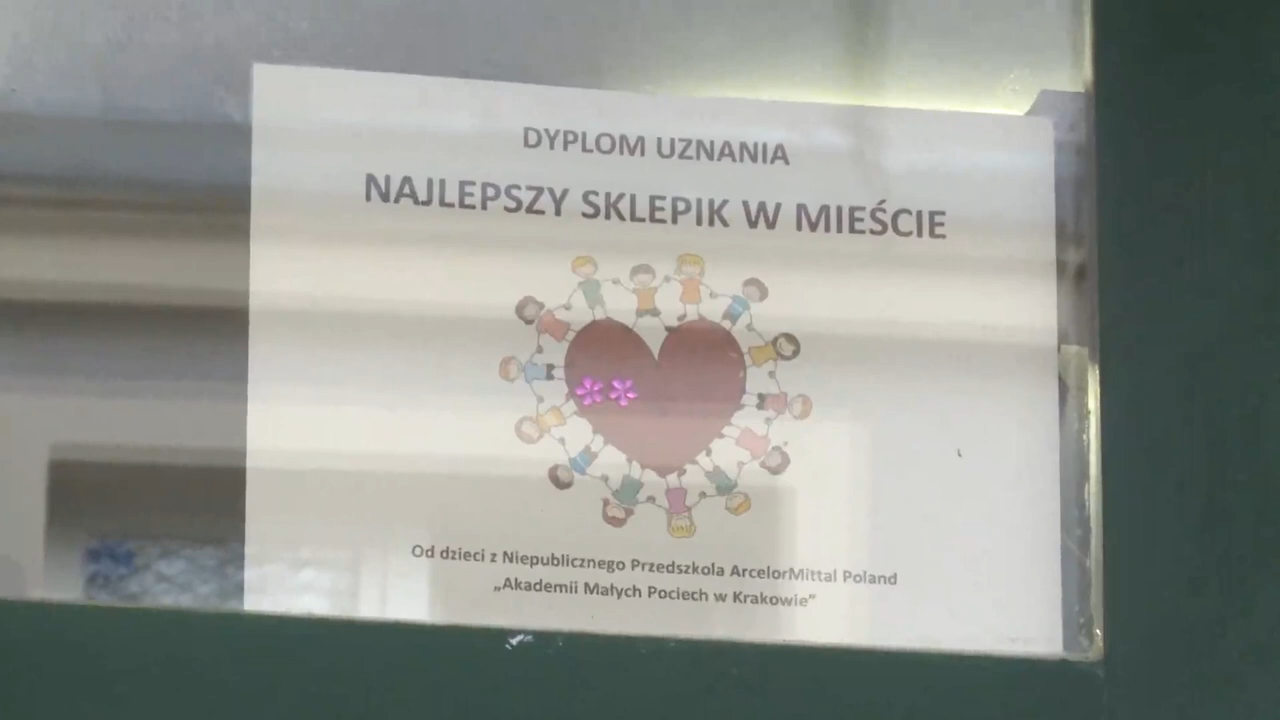 DYPLOM UZNANIA
NAJLEPSZY SKLEPIK W MIEŚCIE
Od dzieci z Niepublicznego Przedszkola ArcelorMittal Poland
„Akademii Małych Pociech w Krakowie”